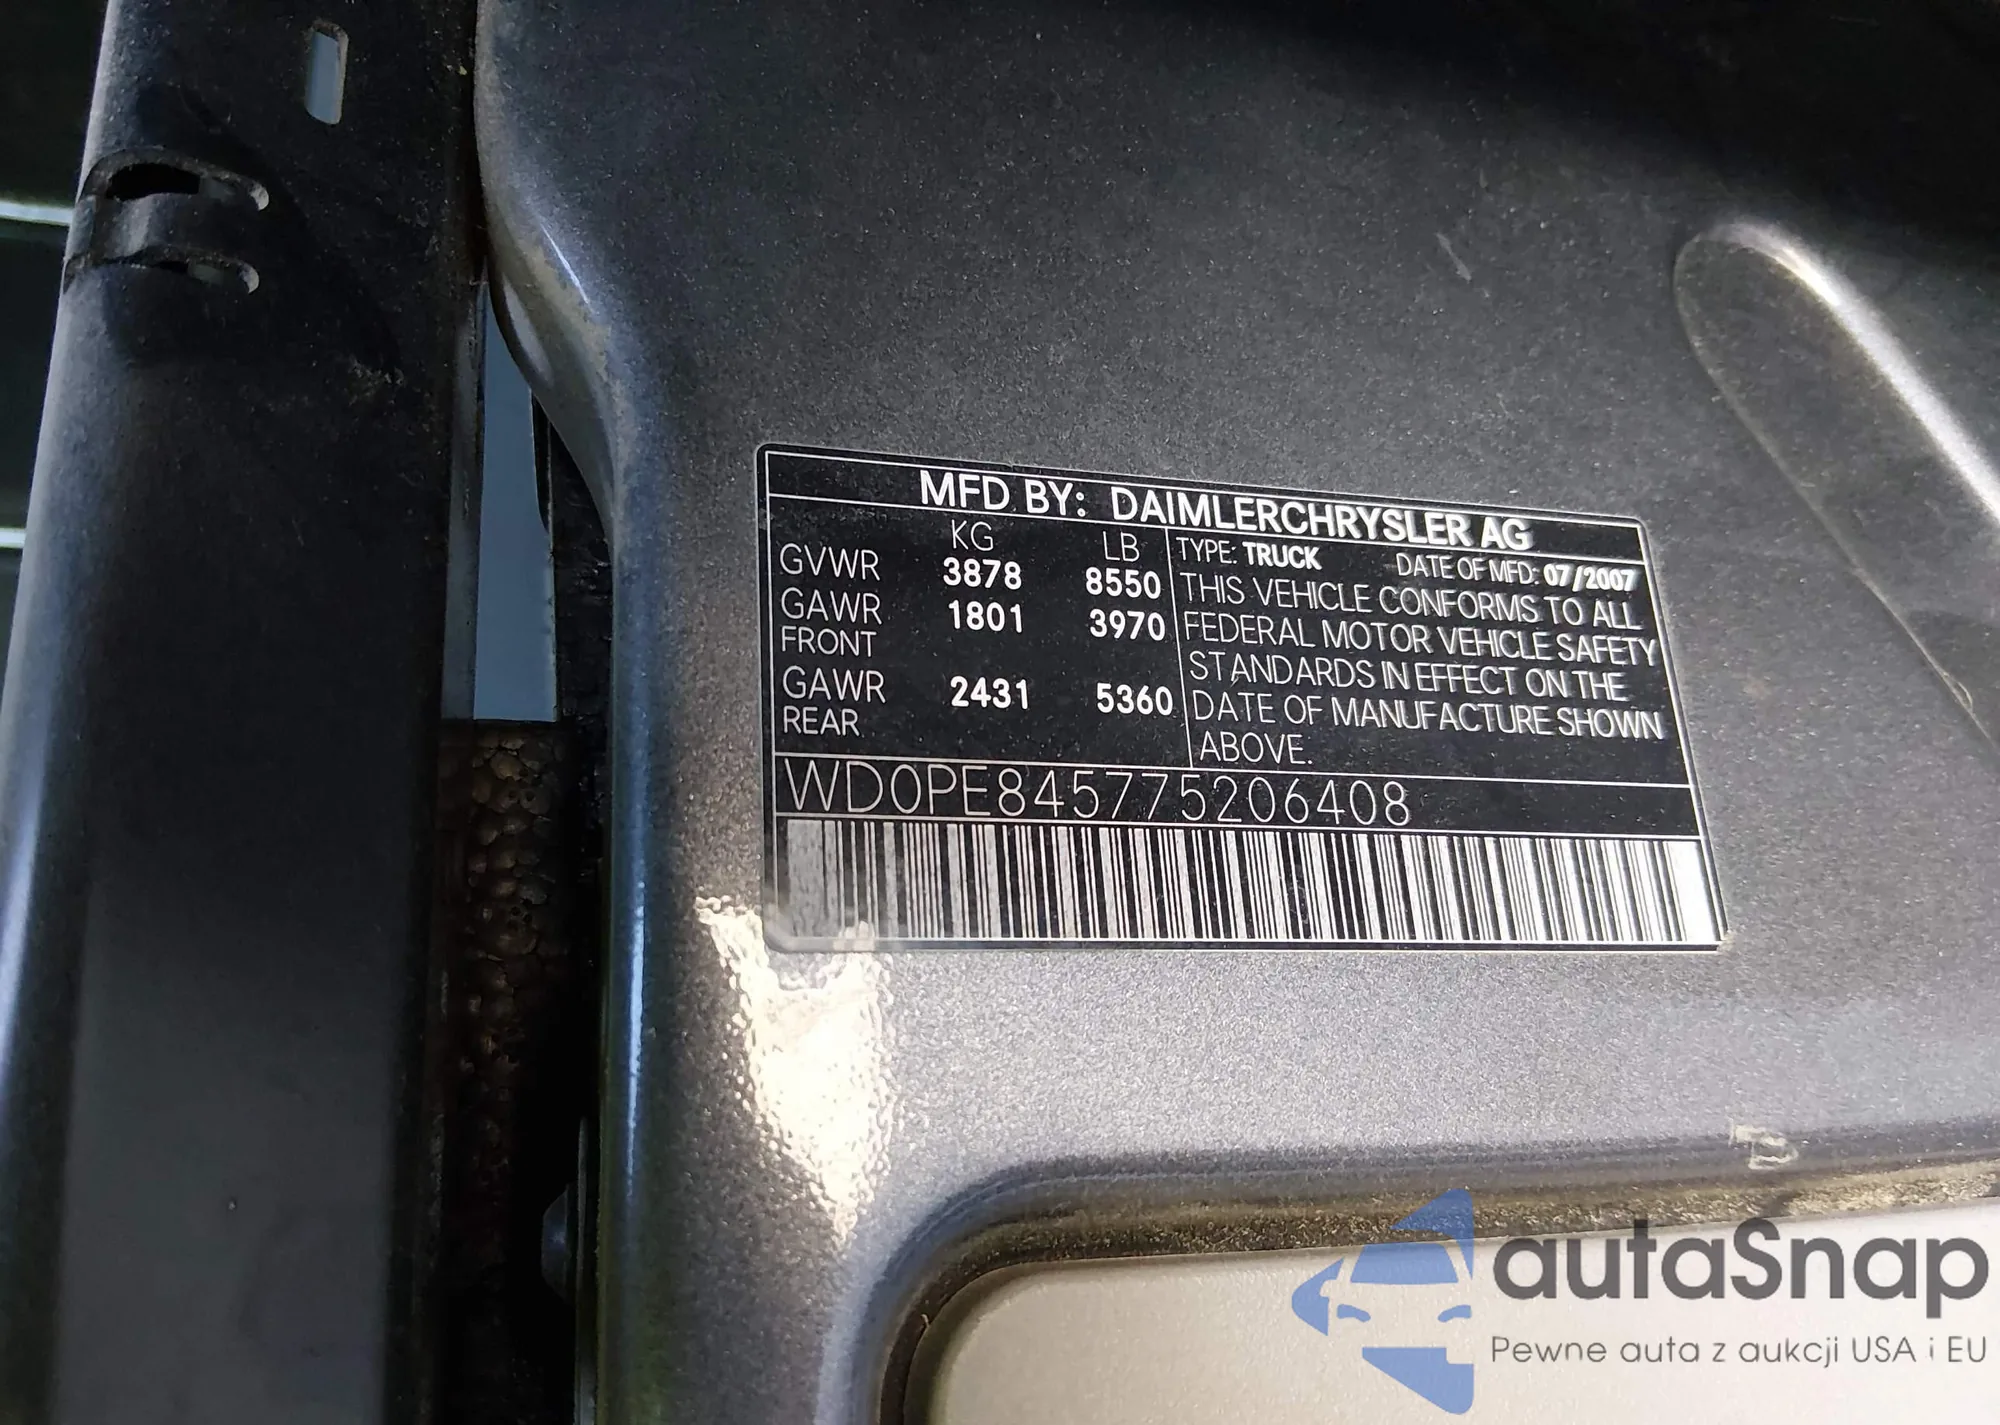 MFD BY: DAIMLERCHRYSLER AG
KG LB
GVWR 3878 8550
GAWR FRONT 1801 3970
GAWR REAR 2431 5360
TYPE: TRUCK DATE OF MFD: 07/2007
THIS VEHICLE CONFORMS TO ALL
FEDERAL MOTOR VEHICLE SAFETY
STANDARDS IN EFFECT ON THE
DATE OF MANUFACTURE SHOWN
ABOVE.
WD0PE845775206408
autaSnap
Pewne auta z aukcji USA i EU